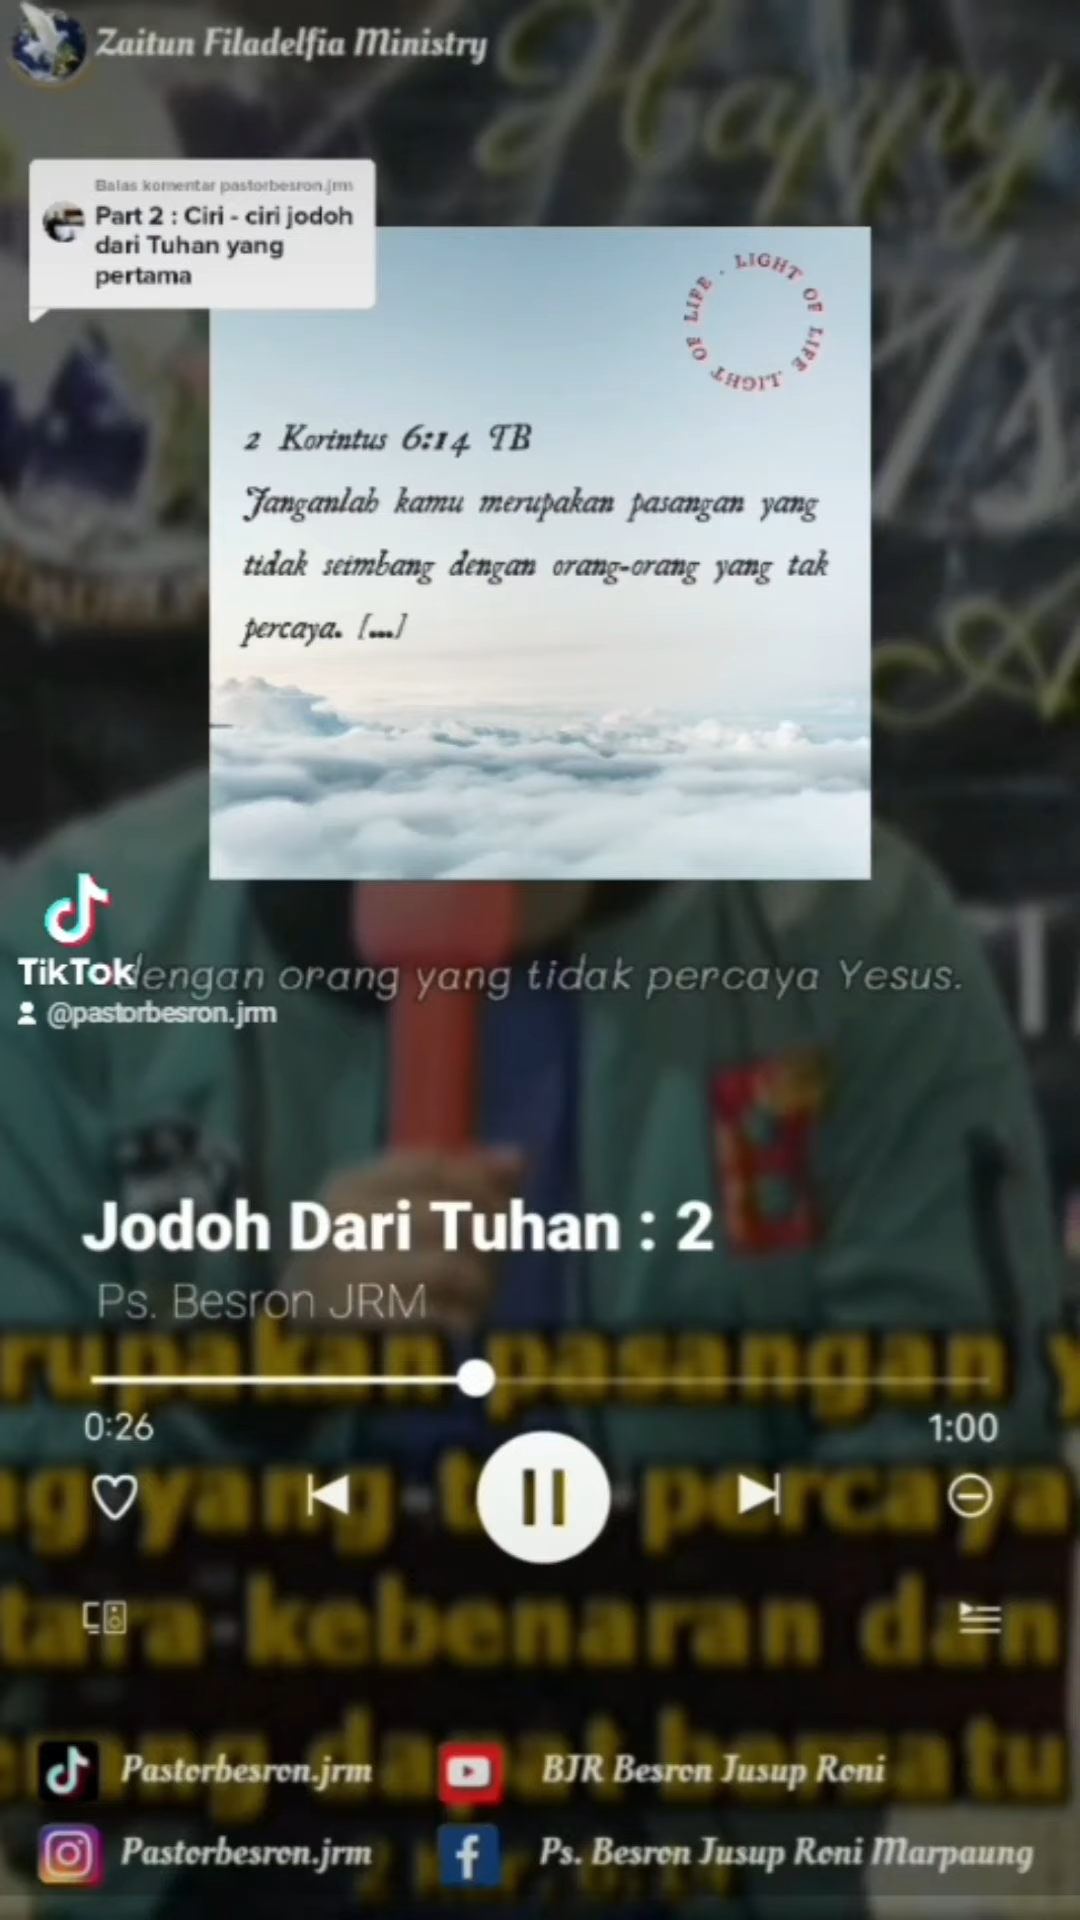 Zaitun Filadelfia Ministry
Balas komentar pastorbesron.jrm
Part 2 : Ciri - ciri jodoh
dari Tuhan yang
pertama
LIGHT OF LIFE . LIGHT OF LIFE .
2 Korintus 6:14 TB
Janganlah kamu merupakan pasangan yang
tidak seimbang dengan orang-orang yang tak
percaya. [...]
TikTok
dengan orang yang tidak percaya Yesus.
@pastorbesron.jrm
Jodoh Dari Tuhan : 2
Ps. Besron JRM
rupakan pasangan y
0:26
1:00
g yang t percaya
tara kebenaran dan
rang dapat bersatu
Pastorbesron.jrm
BJR Besron Jusup Roni
Pastorbesron.jrm
Ps. Besron Jusup Roni Marpaung
Happy